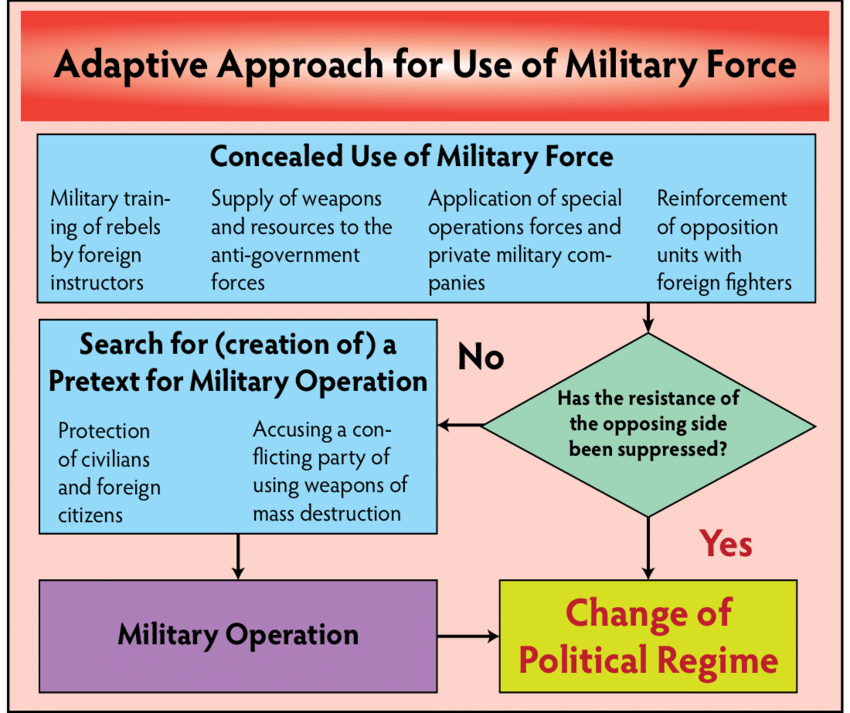 Adaptive Approach for Use of Military Force
Concealed Use of Military Force
Military train-
ing of rebels
by foreign
instructors
Supply of weapons
and resources to the
anti-government
forces
Application of special
operations forces and
private military com-
panies
Reinforcement
of opposition
units with
foreign fighters
Search for (creation of) a
Pretext for Military Operation
Protection
of civilians
and foreign
citizens
Accusing a con-
flicting party of
using weapons of
mass destruction
No
Has the resistance of
the opposing side
been suppressed?
Yes
Military Operation
Change of
Political Regime